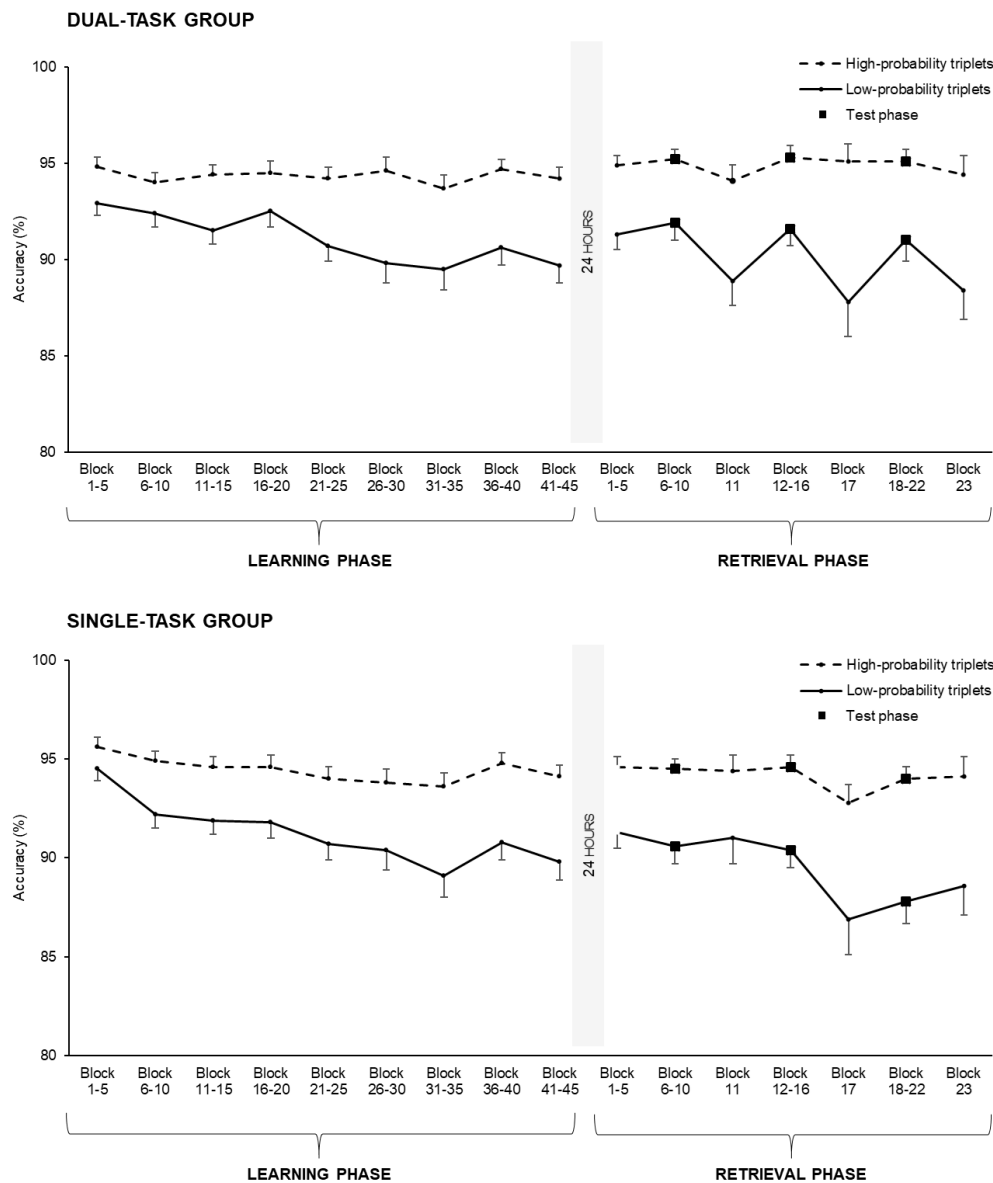 DUAL-TASK GROUP
High-probability triplets
Low-probability triplets
Test phase
Accuracy (%)
100
95
90
85
80
24 HOURS
Block 1-5
Block 6-10
Block 11-15
Block 16-20
Block 21-25
Block 26-30
Block 31-35
Block 36-40
Block 41-45
Block 1-5
Block 6-10
Block 11
Block 12-16
Block 17
Block 18-22
Block 23
LEARNING PHASE
RETRIEVAL PHASE
SINGLE-TASK GROUP
High-probability triplets
Low-probability triplets
Test phase
Accuracy (%)
100
95
90
85
80
24 HOURS
Block 1-5
Block 6-10
Block 11-15
Block 16-20
Block 21-25
Block 26-30
Block 31-35
Block 36-40
Block 41-45
Block 1-5
Block 6-10
Block 11
Block 12-16
Block 17
Block 18-22
Block 23
LEARNING PHASE
RETRIEVAL PHASE